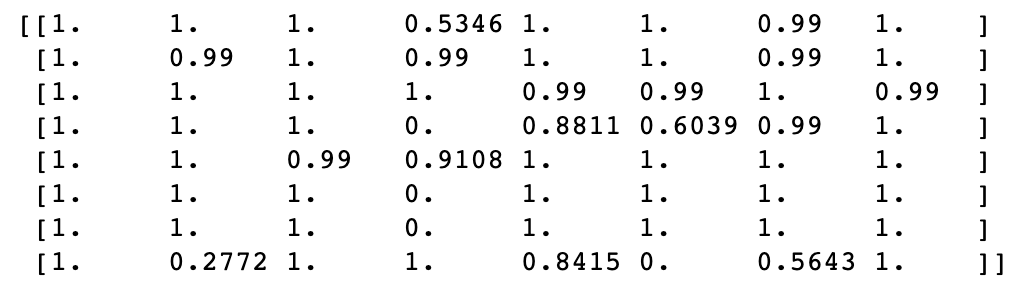 [[1.     1.     1.     0.5346 1.     1.     0.99   1.    ]
 [1.     0.99   1.     0.99   1.     1.     0.99   1.    ]
 [1.     1.     1.     1.     0.99   0.99   1.     0.99  ]
 [1.     1.     1.     0.     0.8811 0.6039 0.99   1.    ]
 [1.     1.     0.99   0.9108 1.     1.     1.     1.    ]
 [1.     1.     1.     0.     1.     1.     1.     1.    ]
 [1.     1.     1.     0.     1.     1.     1.     1.    ]
 [1.     0.2772 1.     1.     0.8415 0.     0.5643 1.    ]]